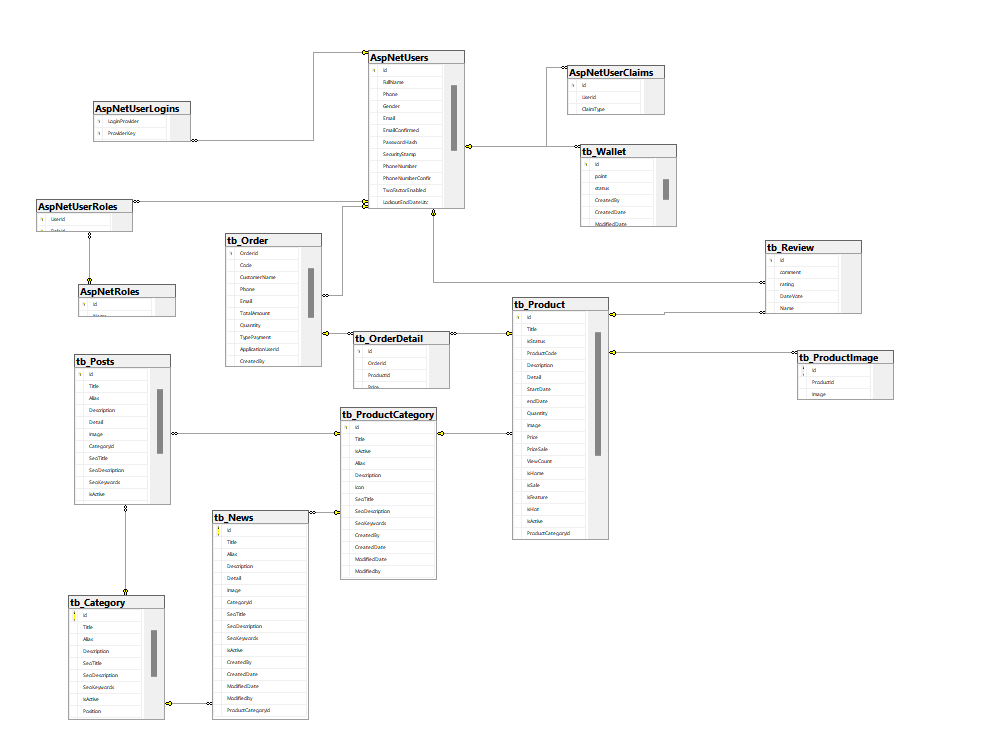 AspNetUsers
Id
FullName
Phone
Gender
Email
EmailConfirmed
PasswordHash
SecurityStamp
PhoneNumber
PhoneNumberConfir
TwoFactorEnabled
LockoutEndDateUtc
AspNetUserClaims
Id
UserId
ClaimType
AspNetUserLogins
LoginProvider
ProviderKey
tb_Wallet
Id
point
status
CreatedBy
CreatedDate
ModifiedDate
AspNetUserRoles
UserId
RoleId
tb_Order
OrderId
Code
CustomerName
Phone
Email
TotalAmount
Quantity
TypePayment
ApplicationUserId
CreatedBy
tb_Review
Id
comment
rating
DateVote
Name
AspNetRoles
Id
Name
tb_Product
Id
Title
IsStatus
ProductCode
Description
Detail
StartDate
endDate
Quantity
Image
Price
PriceSale
ViewCount
IsHome
IsSale
IsFeature
IsHot
IsActive
ProductCategoryId
tb_OrderDetail
Id
OrderId
ProductId
Price
tb_ProductImage
Id
ProductId
Image
tb_Posts
Id
Title
Alias
Description
Detail
Image
CategoryId
SeoTitle
SeoDescription
SeoKeywords
IsActive
tb_ProductCategory
Id
Title
IsActive
Alias
Description
Icon
SeoTitle
SeoDescription
SeoKeywords
CreatedBy
CreatedDate
ModifiedDate
Modifiedby
tb_News
Id
Title
Alias
Description
Detail
Image
CategoryId
SeoTitle
SeoDescription
SeoKeywords
IsActive
CreatedBy
CreatedDate
ModifiedDate
Modifiedby
ProductCategoryId
tb_Category
Id
Title
Alias
Description
SeoTitle
SeoDescription
SeoKeywords
IsActive
Position